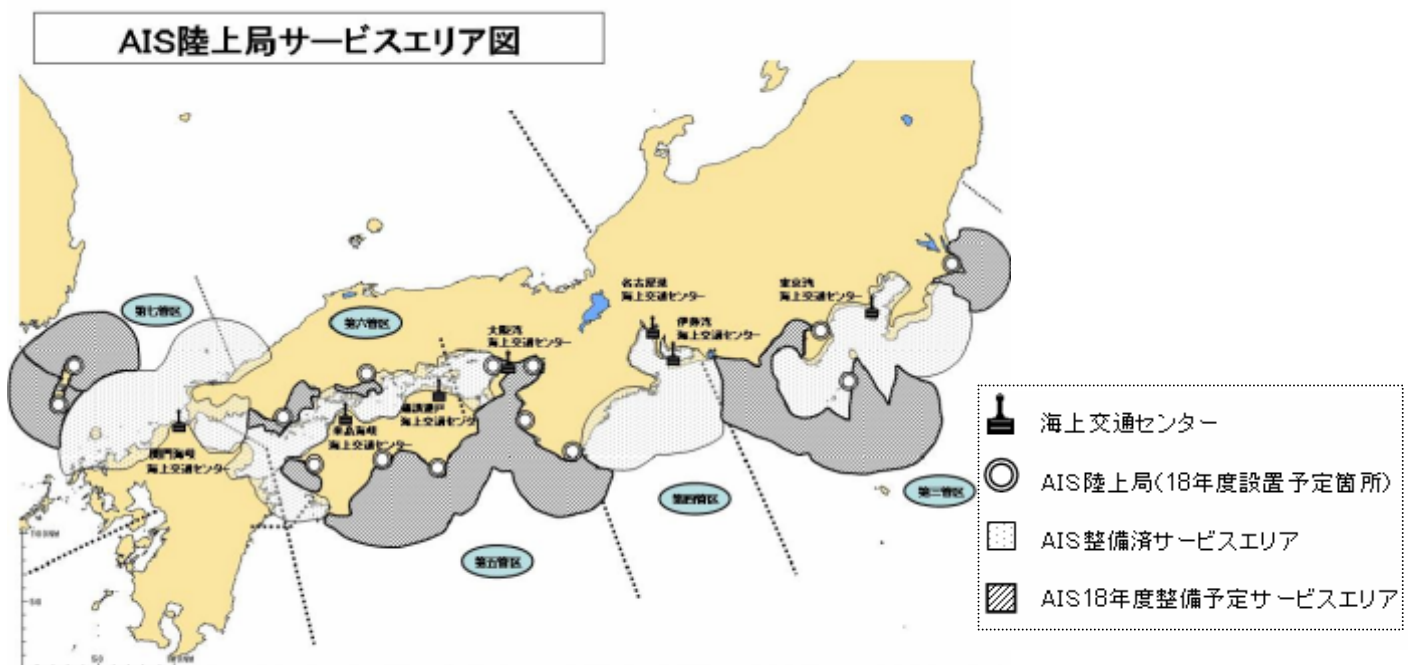 AIS陸上局サービスエリア図
第七管区
第六管区
大阪湾
海上交通センター
名古屋港
海上交通センター
伊勢湾
海上交通センター
東京湾
海上交通センター
備讃瀬戸
海上交通センター
来島海峡
海上交通センター
関門海峡
海上交通センター
第五管区
第四管区
第三管区
100NM
50
50
100NM
海上交通センター
AIS陸上局(18年度設置予定箇所)
AIS整備済サービスエリア
AIS18年度整備予定サービスエリア